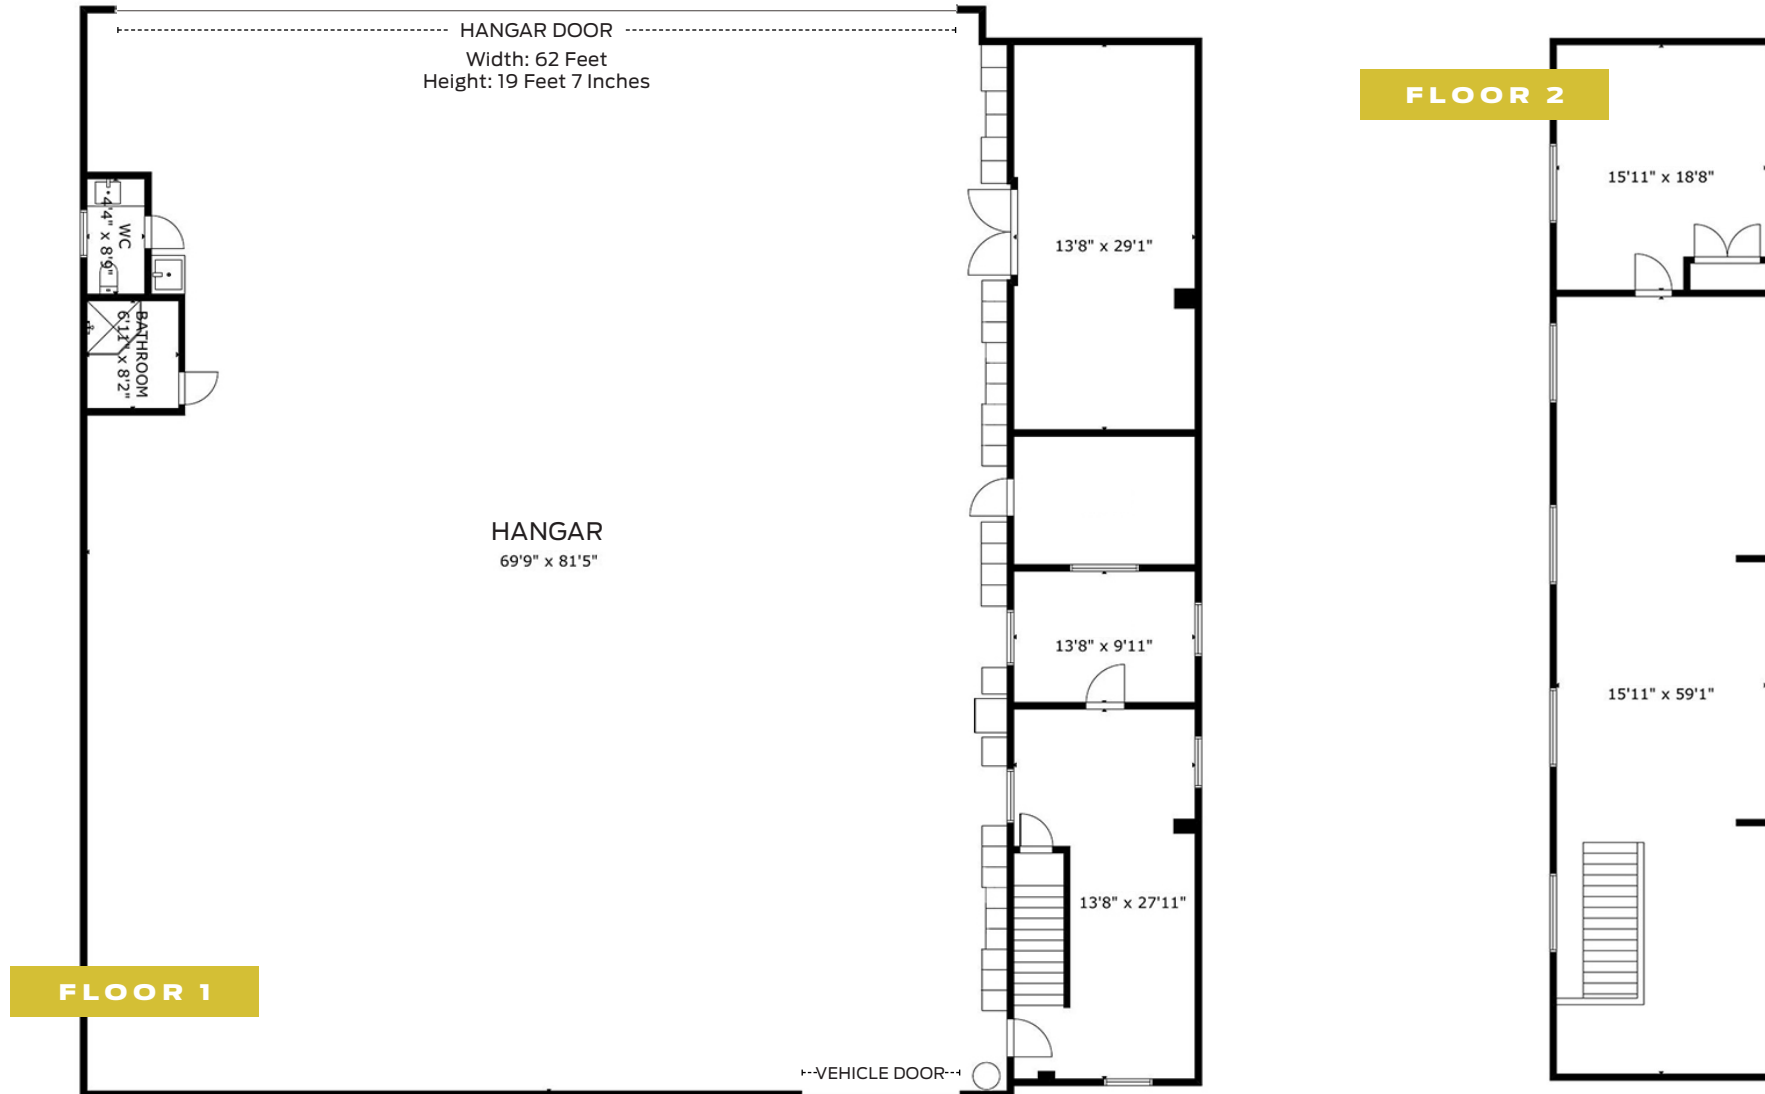 HANGAR DOOR
Width: 62 Feet
Height: 19 Feet 7 Inches
FLOOR 2
15'11" x 18'8"
WC
4'4" x 8'9"
13'8" x 29'1"
BATHROOM
6'11" x 8'2"
HANGAR
69'9" x 81'5"
13'8" x 9'11"
15'11" x 59'1"
13'8" x 27'11"
FLOOR 1
VEHICLE DOOR